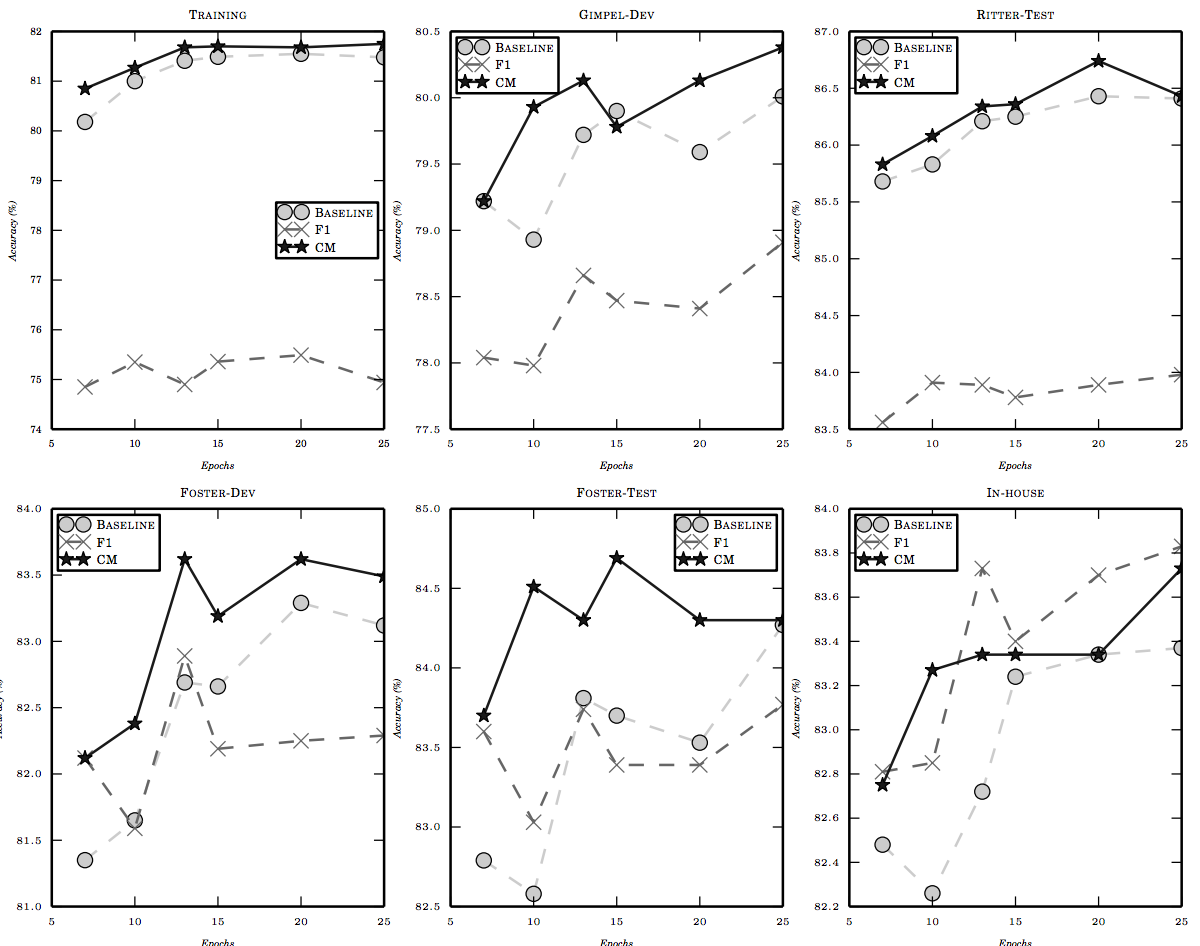 TRAINING
82
81
80
79
78
77
76
75
74
5
10
15
20
25
Accuracy (%)
Epochs
BASELINE
F1
CM
GIMPEL-DEV
80.5
80.0
79.5
79.0
78.5
78.0
77.5
5
10
15
20
25
Accuracy (%)
Epochs
BASELINE
F1
CM
RITTER-TEST
87.0
86.5
86.0
85.5
85.0
84.5
84.0
83.5
5
10
15
20
25
Accuracy (%)
Epochs
BASELINE
F1
CM
FOSTER-DEV
84.0
83.5
83.0
82.5
82.0
81.5
81.0
5
10
15
20
25
Accuracy (%)
Epochs
BASELINE
F1
CM
FOSTER-TEST
85.0
84.5
84.0
83.5
83.0
82.5
5
10
15
20
25
Accuracy (%)
Epochs
BASELINE
F1
CM
IN-HOUSE
84.0
83.8
83.6
83.4
83.2
83.0
82.8
82.6
82.4
82.2
5
10
15
20
25
Accuracy (%)
Epochs
BASELINE
F1
CM